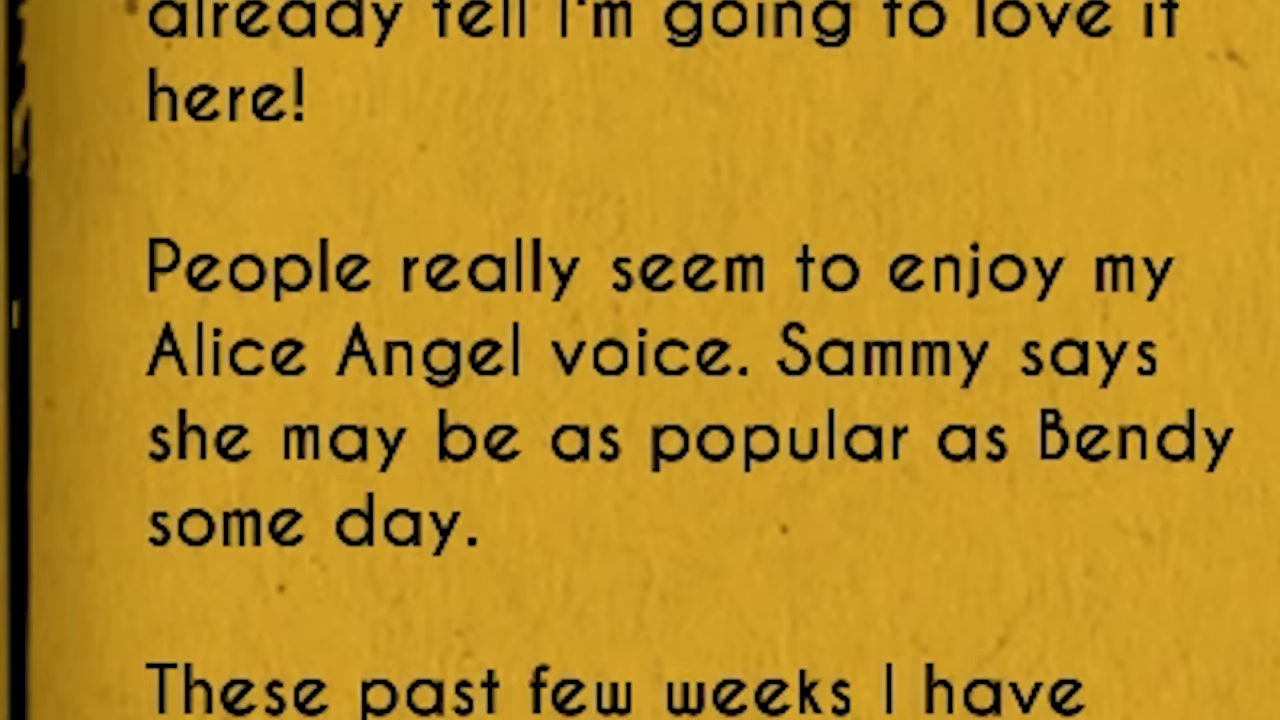 already tell I'm going to love it
here!
People really seem to enjoy my
Alice Angel voice. Sammy says
she may be as popular as Bendy
some day.
These past few weeks I have